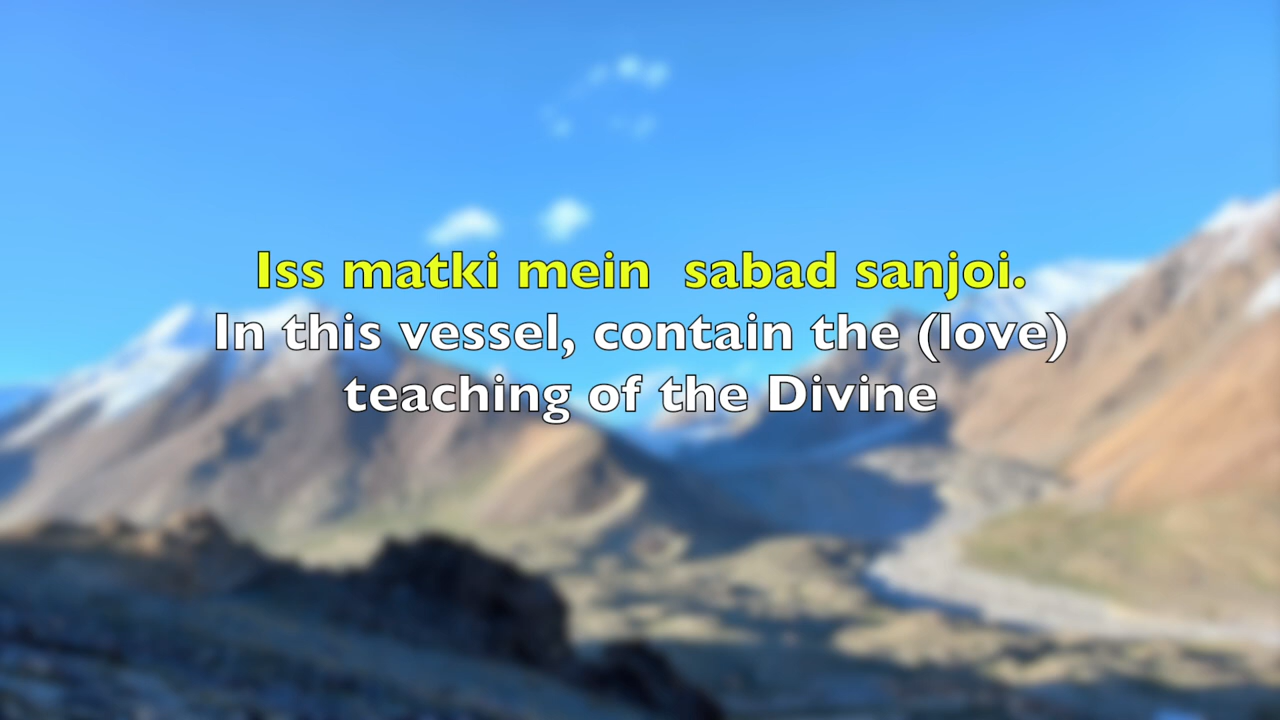 Iss matki mein  sabad sanjoi.
In this vessel, contain the (love)
teaching of the Divine